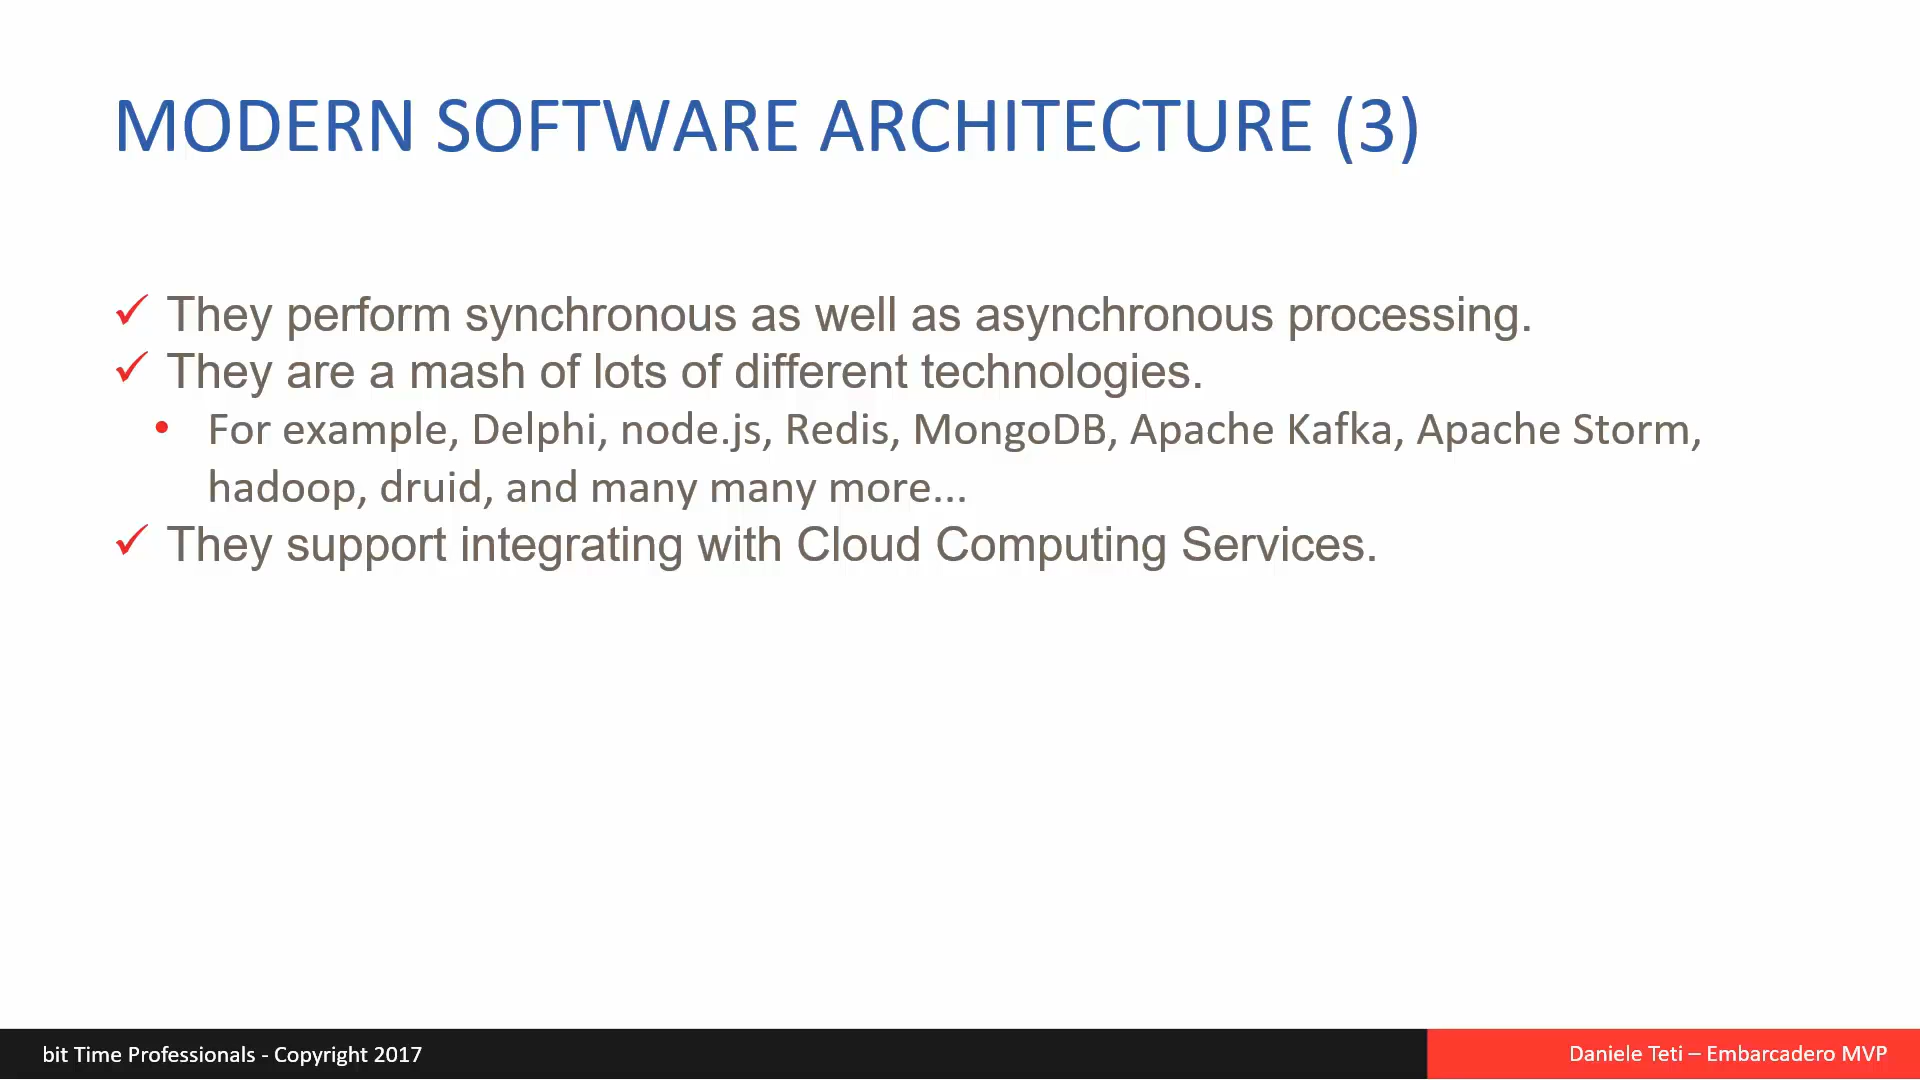 MODERN SOFTWARE ARCHITECTURE (3)
They perform synchronous as well as asynchronous processing.
They are a mash of lots of different technologies.
For example, Delphi, node.js, Redis, MongoDB, Apache Kafka, Apache Storm,
hadoop, druid, and many many more...
They support integrating with Cloud Computing Services.
bit Time Professionals - Copyright 2017
Daniele Teti – Embarcadero MVP